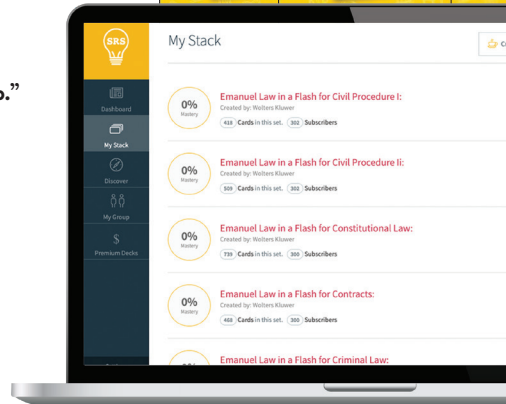 .”
SRS
My Stack
Dashboard
My Stack
Discover
My Group
Premium Decks
0%
Mastery
Emanuel Law in a Flash for Civil Procedure I:
Created by: Wolters Kluwer
418 Cards in this set. 302 Subscribers
0%
Mastery
Emanuel Law in a Flash for Civil Procedure Ii:
Created by: Wolters Kluwer
509 Cards in this set. 302 Subscribers
0%
Mastery
Emanuel Law in a Flash for Constitutional Law:
Created by: Wolters Kluwer
739 Cards in this set. 300 Subscribers
0%
Mastery
Emanuel Law in a Flash for Contracts:
Created by: Wolters Kluwer
488 Cards in this set. 300 Subscribers
Emanuel Law in a Flash for Criminal Law: